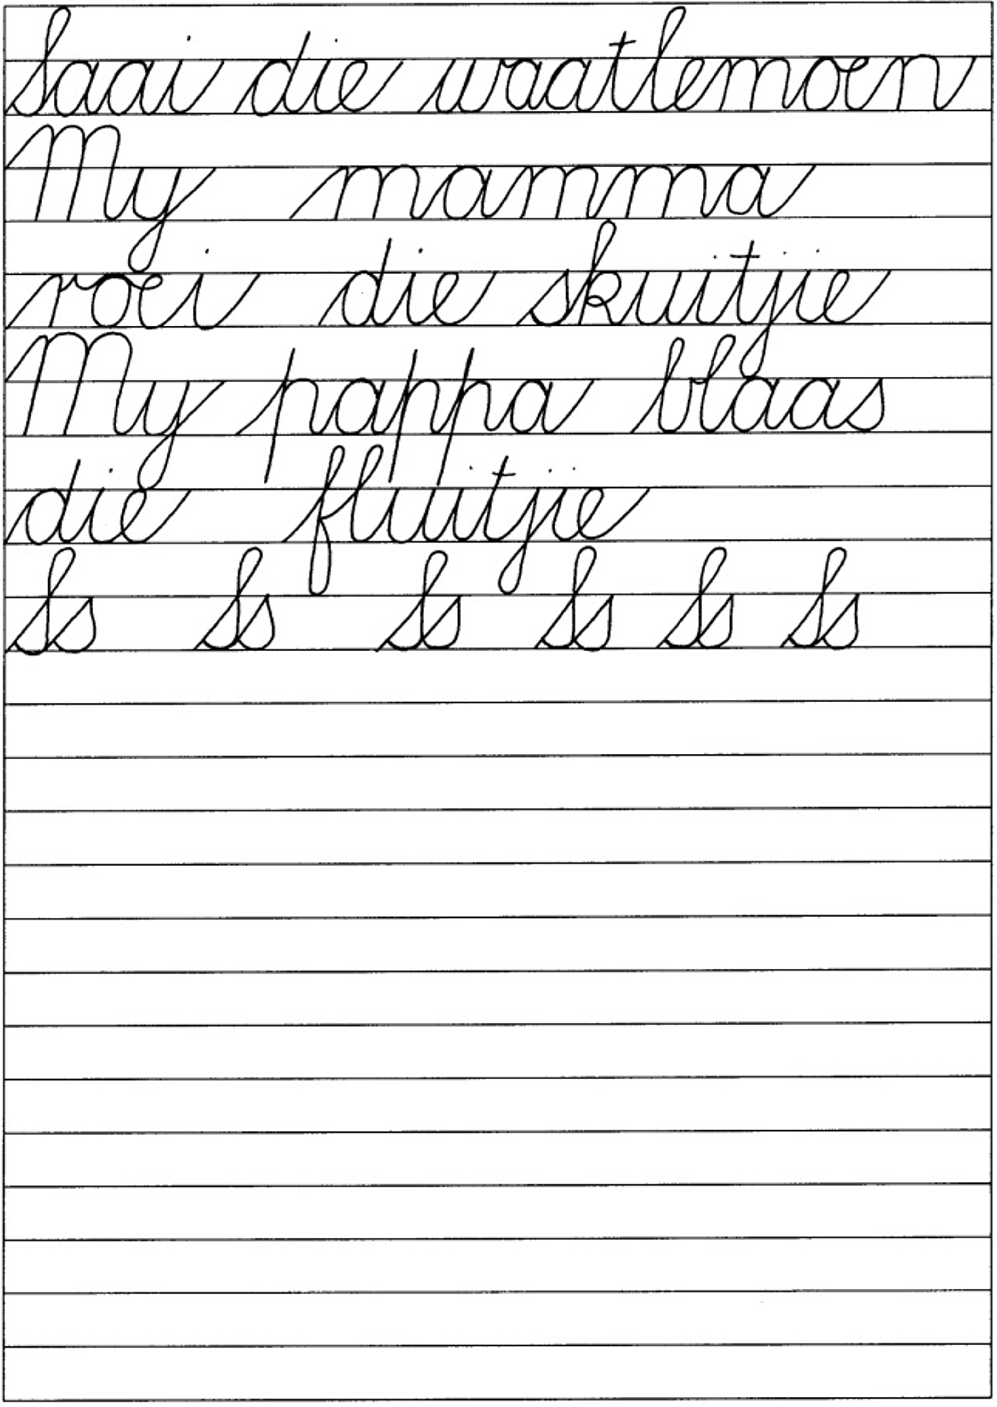 Saai die waatlemoen
My mamma
roei die skuitjie
My pappa blaas
die fluitjie
Ss Ss Ss Ss Ss Ss